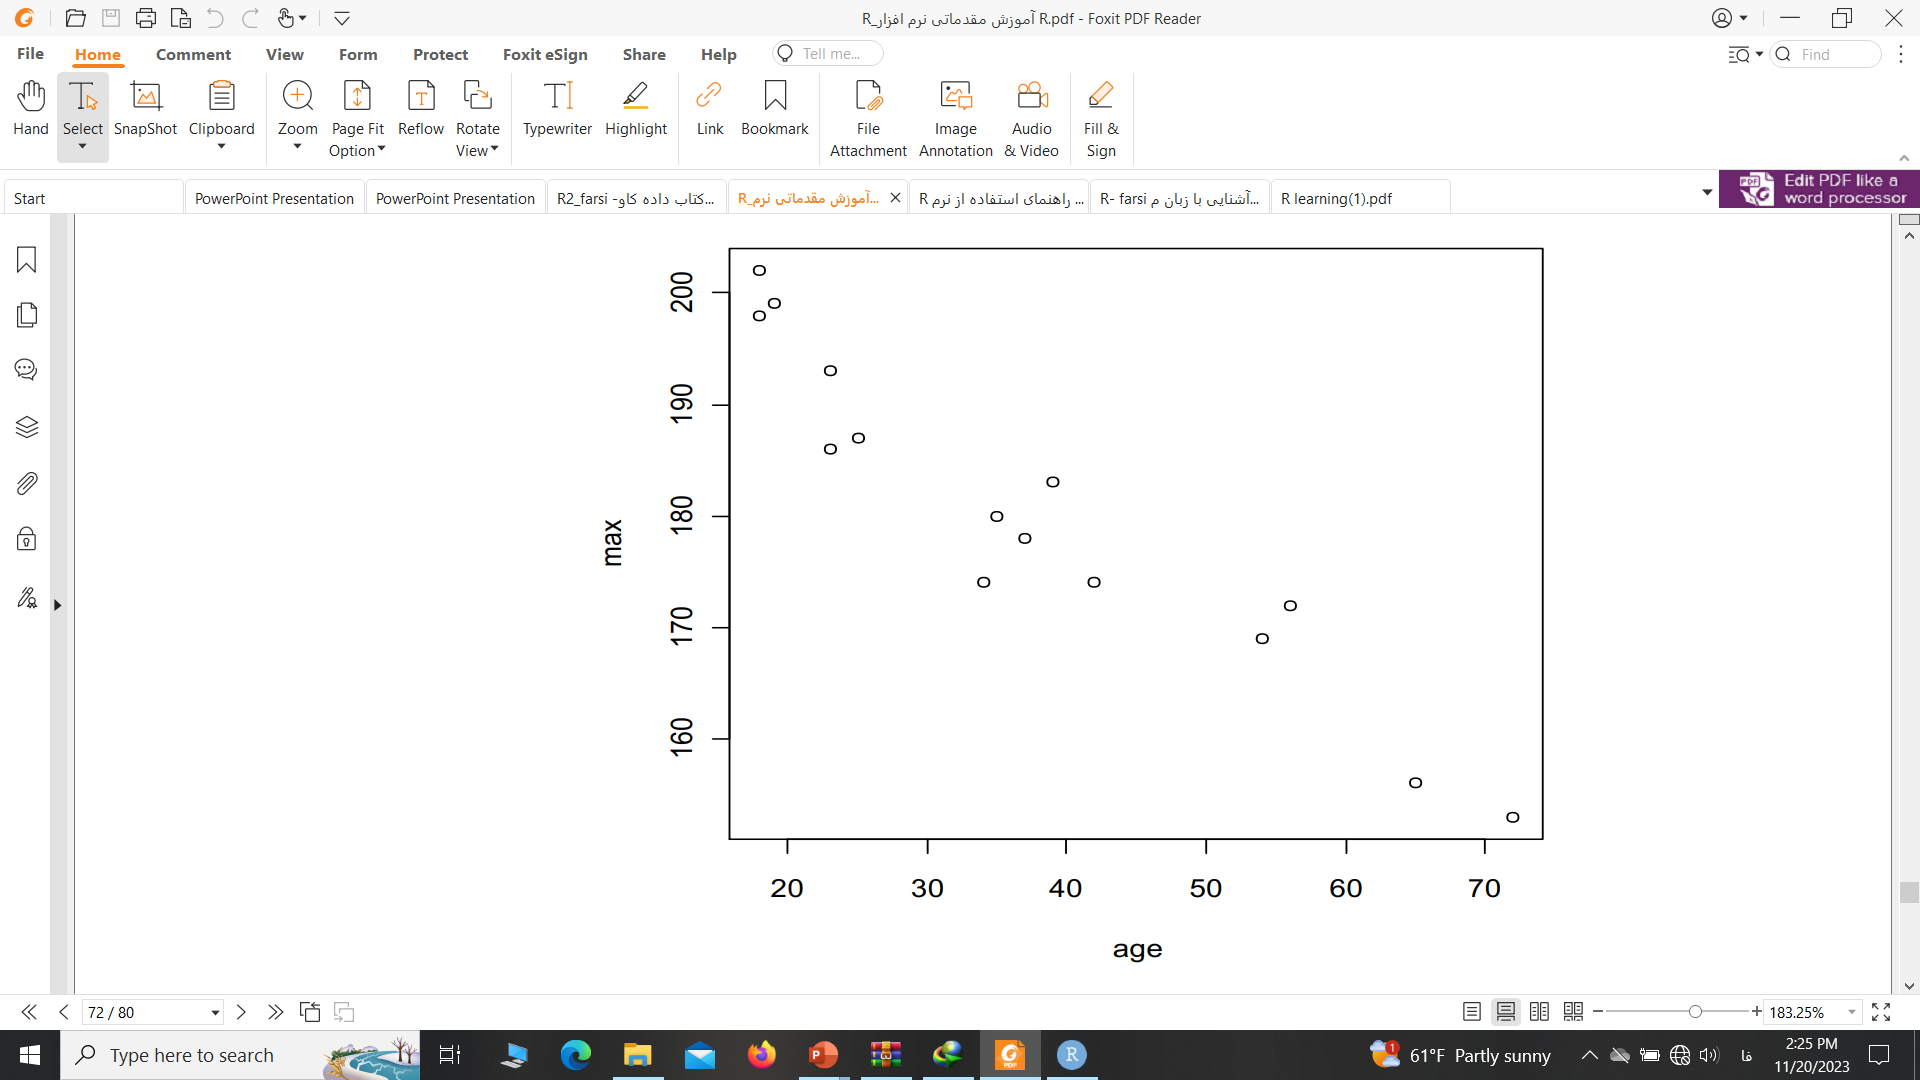 R_آموزش مقدماتی نرم افزار R.pdf - Foxit PDF Reader
File Home Comment View Form Protect Foxit eSign Share Help Tell me... Find
Hand Select SnapShot Clipboard Zoom Page Fit Option Reflow Rotate View Typewriter Highlight Link Bookmark File Attachment Image Annotation Audio & Video Fill & Sign
Start PowerPoint Presentation PowerPoint Presentation R2_farsi -کتاب داده کاو... R_آموزش مقدماتی نرم... راهنمای استفاده از نرم R ... R- farsi آشنایی با زبان م... R learning(1).pdf
Edit PDF like a
word processor
200
190
180
170
160
max
20 30 40 50 60 70
age
72 / 80 183.25%
Type here to search
1 61°F Partly sunny فا 2:25 PM
11/20/2023